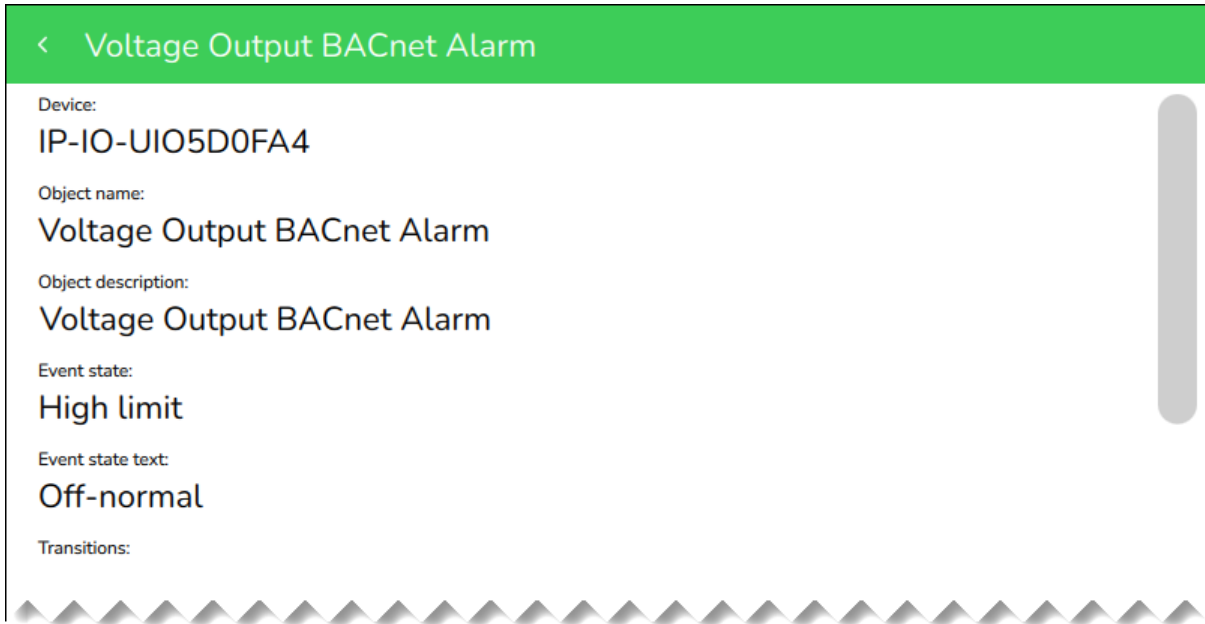 Voltage Output BACnet Alarm
Device:
IP-IO-UIO5D0FA4
Object name:
Voltage Output BACnet Alarm
Object description:
Voltage Output BACnet Alarm
Event state:
High limit
Event state text:
Off-normal
Transitions: